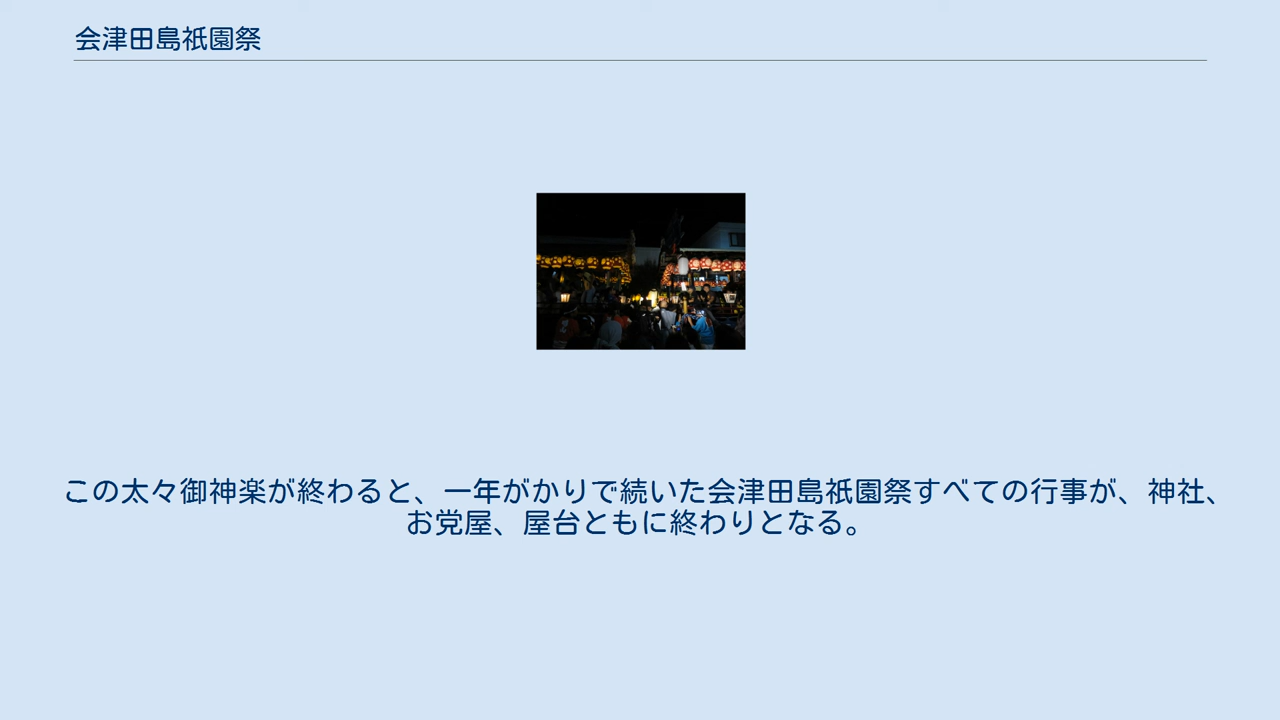 会津田島祇園祭
この太々御神楽が終わると、一年がかりで続いた会津田島祇園祭すべての行事が、神社、
お党屋、屋台ともに終わりとなる。